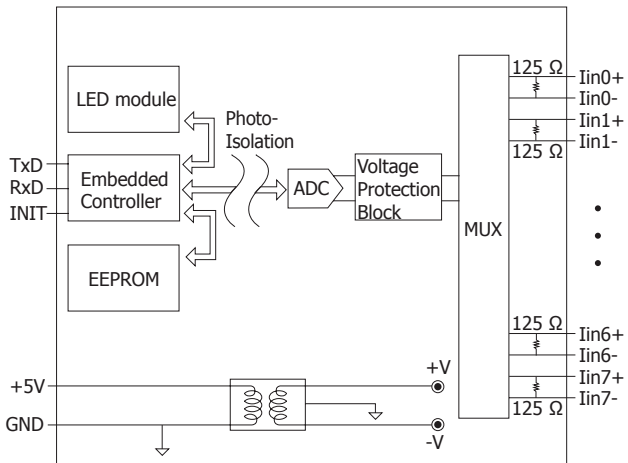 LED module
Photo-
Isolation
TxD
RxD
INIT
Embedded
Controller
ADC
Voltage
Protection
Block
EEPROM
MUX
125 Ω
Iin0+
Iin0-
Iin1+
Iin1-
125 Ω
125 Ω
Iin6+
Iin6-
Iin7+
Iin7-
125 Ω
+5V
GND
+V
-V